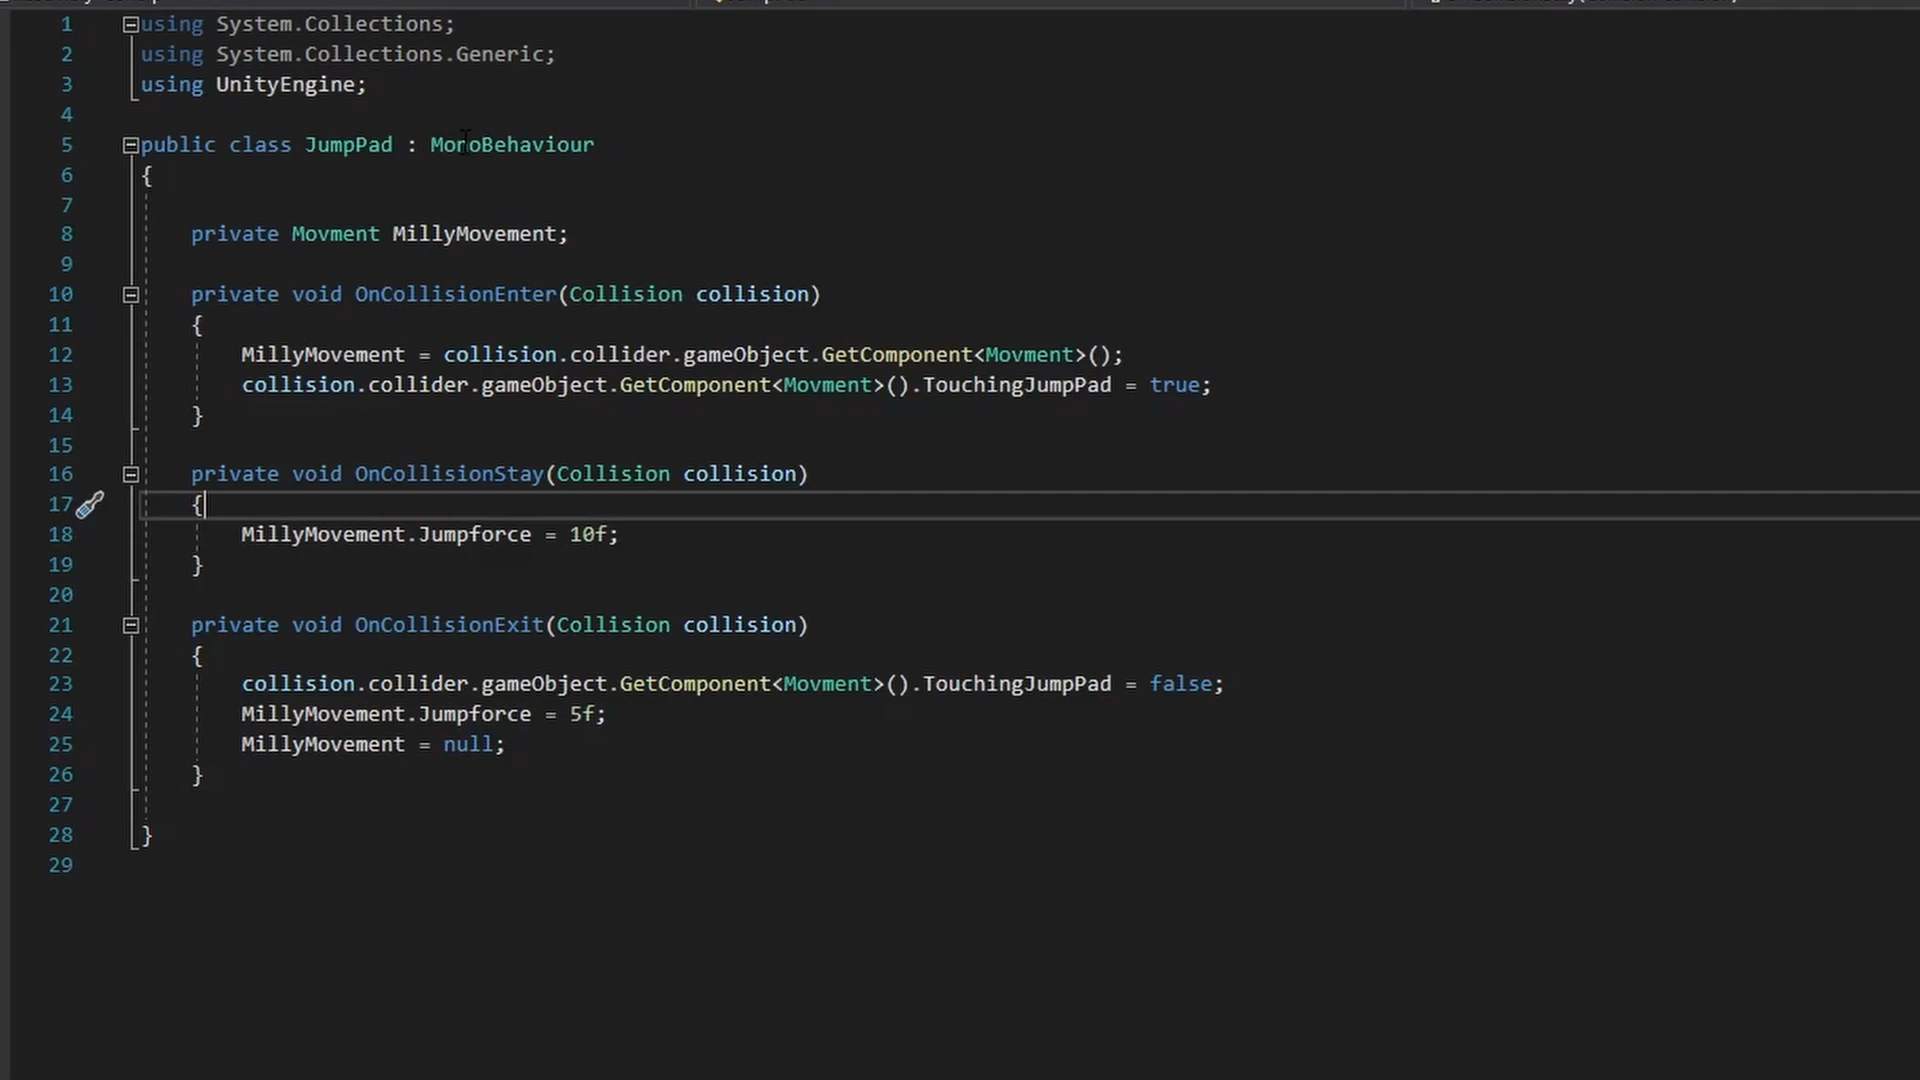 1 using System.Collections;
2 using System.Collections.Generic;
3 using UnityEngine;
4
5 public class JumpPad : MonoBehaviour
6 {
7
8 private Movment MillyMovement;
9
10 private void OnCollisionEnter(Collision collision)
11 {
12 MillyMovement = collision.collider.gameObject.GetComponent<Movment>();
13 collision.collider.gameObject.GetComponent<Movment>().TouchingJumpPad = true;
14 }
15
16 private void OnCollisionStay(Collision collision)
17 {
18 MillyMovement.Jumpforce = 10f;
19 }
20
21 private void OnCollisionExit(Collision collision)
22 {
23 collision.collider.gameObject.GetComponent<Movment>().TouchingJumpPad = false;
24 MillyMovement.Jumpforce = 5f;
25 MillyMovement = null;
26 }
27
28 }
29